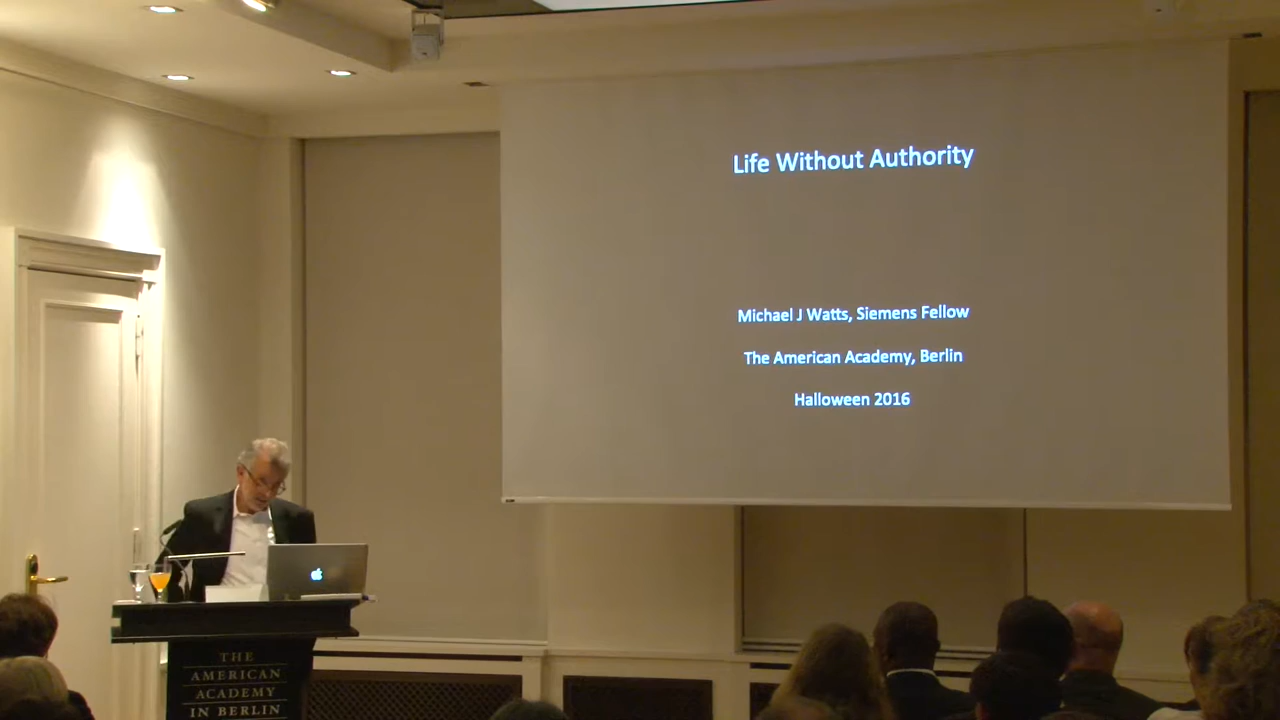 Life Without Authority
Michael J Watts, Siemens Fellow
The American Academy, Berlin
Halloween 2016
THE
AMERICAN
ACADEMY
IN BERLIN